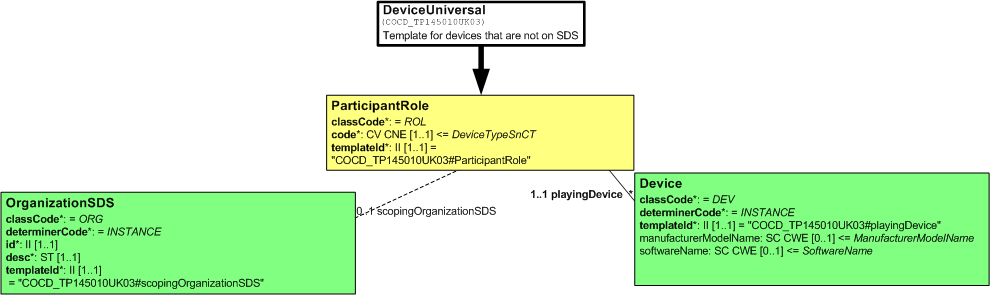 DeviceUniversal
(COCD_TP145010UK03)
Template for devices that are not on SDS
ParticipantRole
classCode*: = ROL
code*: CV CNE [1..1] <= DeviceTypeSnCT
templateId*: II [1..1] =
"COCD_TP145010UK03#ParticipantRole"
OrganizationSDS
classCode*: = ORG
determinerCode*: = INSTANCE
id*: II [1..1]
desc*: ST [1..1]
templateId*: II [1..1]
= "COCD_TP145010UK03#scopingOrganizationSDS"
0..1 scopingOrganizationSDS
1..1 playingDevice *
Device
classCode*: = DEV
determinerCode*: = INSTANCE
templateId*: II [1..1] = "COCD_TP145010UK03#playingDevice"
manufacturerModelName: SC CWE [0..1] <= ManufacturerModelName
softwareName: SC CWE [0..1] <= SoftwareName